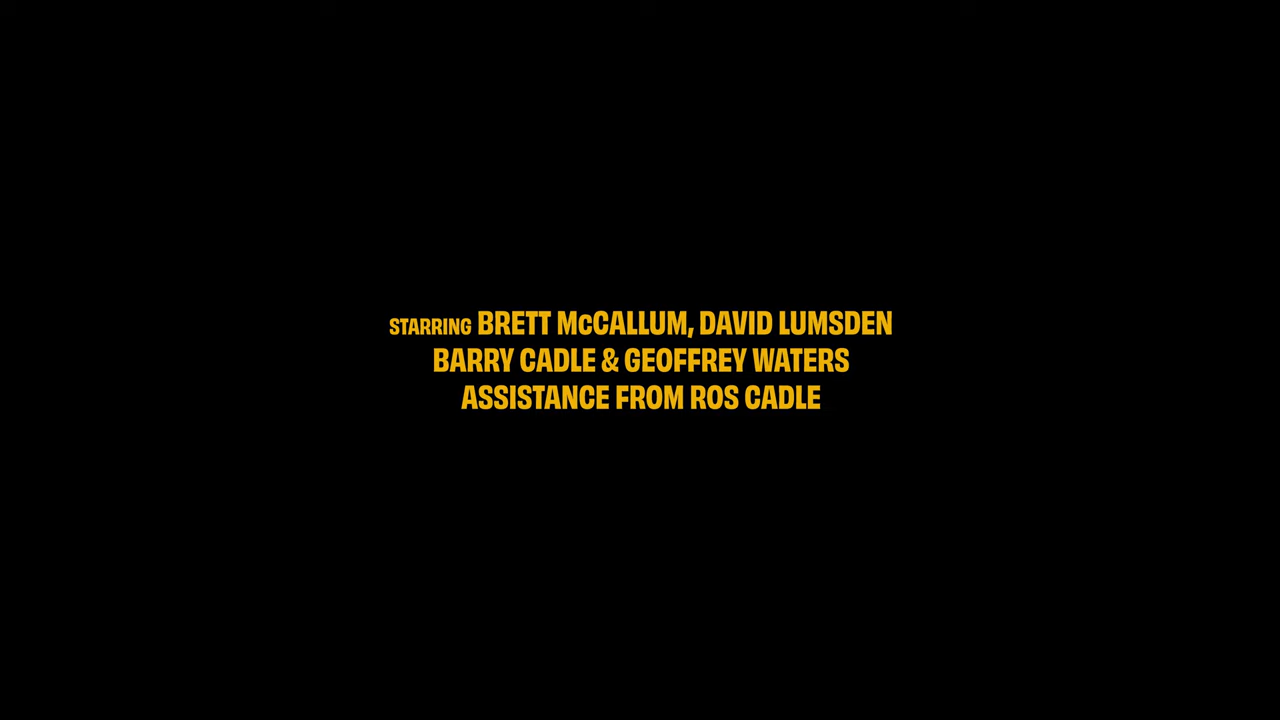 STARRING BRETT McCALLUM, DAVID LUMSDEN
BARRY CADLE & GEOFFREY WATERS
ASSISTANCE FROM ROS CADLE